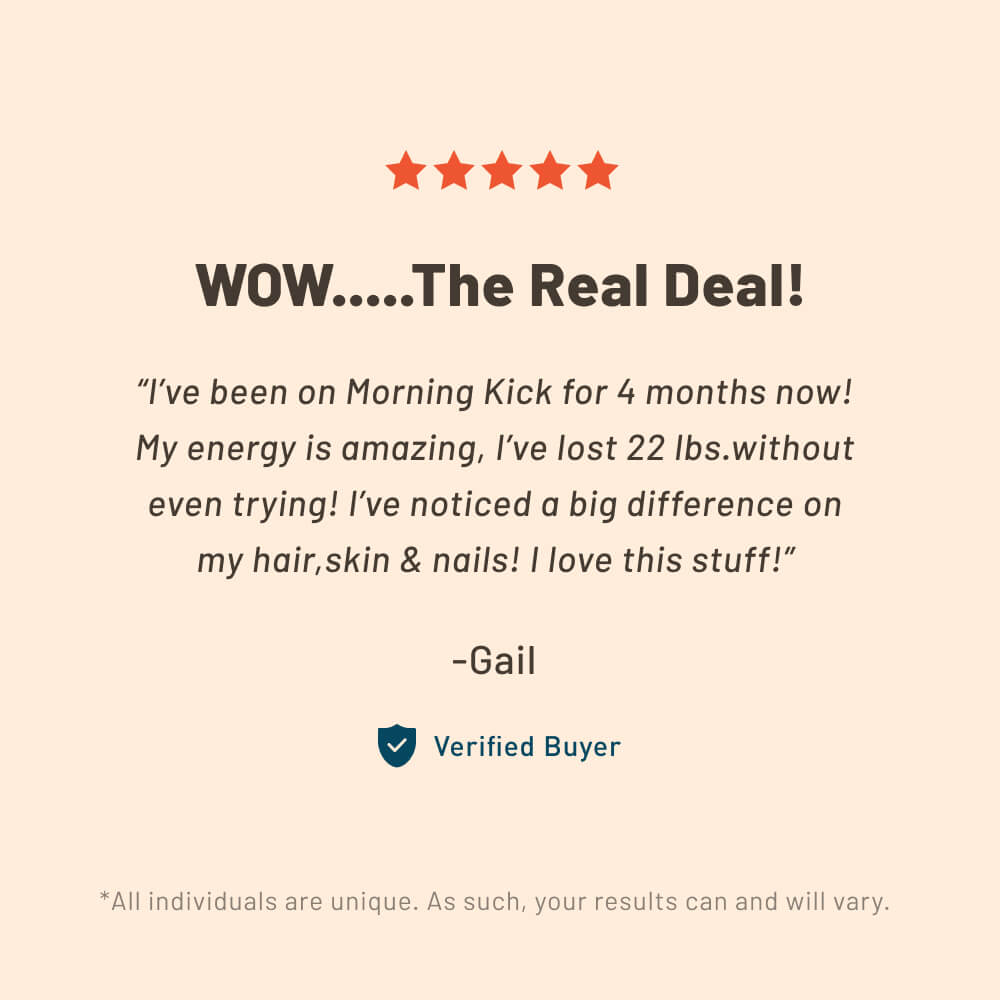 WOW.....The Real Deal!
“I’ve been on Morning Kick for 4 months now!
My energy is amazing, I’ve lost 22 lbs.without
even trying! I’ve noticed a big difference on
my hair,skin & nails! I love this stuff!”
-Gail
Verified Buyer
*All individuals are unique. As such, your results can and will vary.